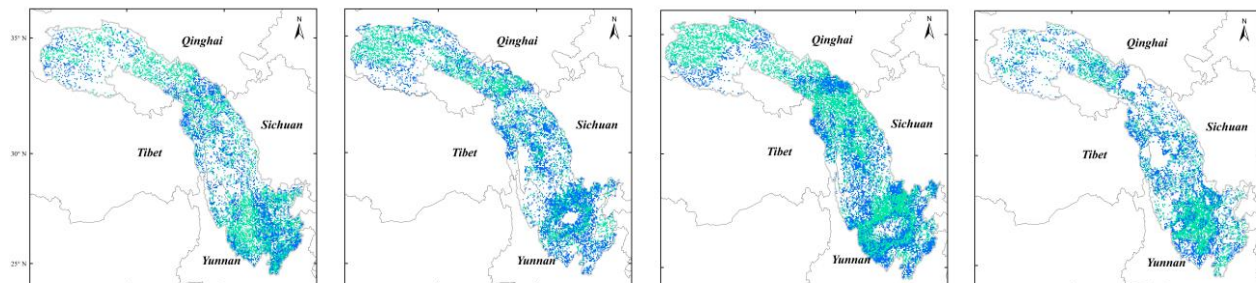 N
35° N
Qinghai
Sichuan
30° N
Tibet
Yunnan
25° N
N
Qinghai
Sichuan
Tibet
Yunnan
N
Qinghai
Sichuan
Tibet
Yunnan
N
Qinghai
Sichuan
Tibet
Yunnan